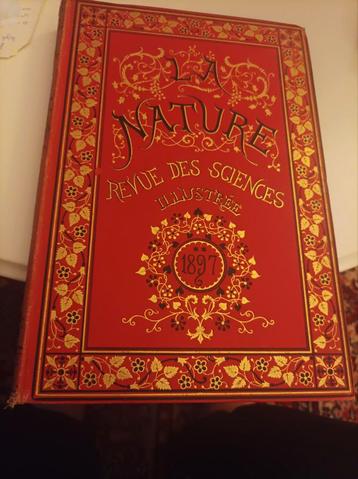 LA
NATURE
REVUE DES SCIENCES
ILLUSTRÉE
1897